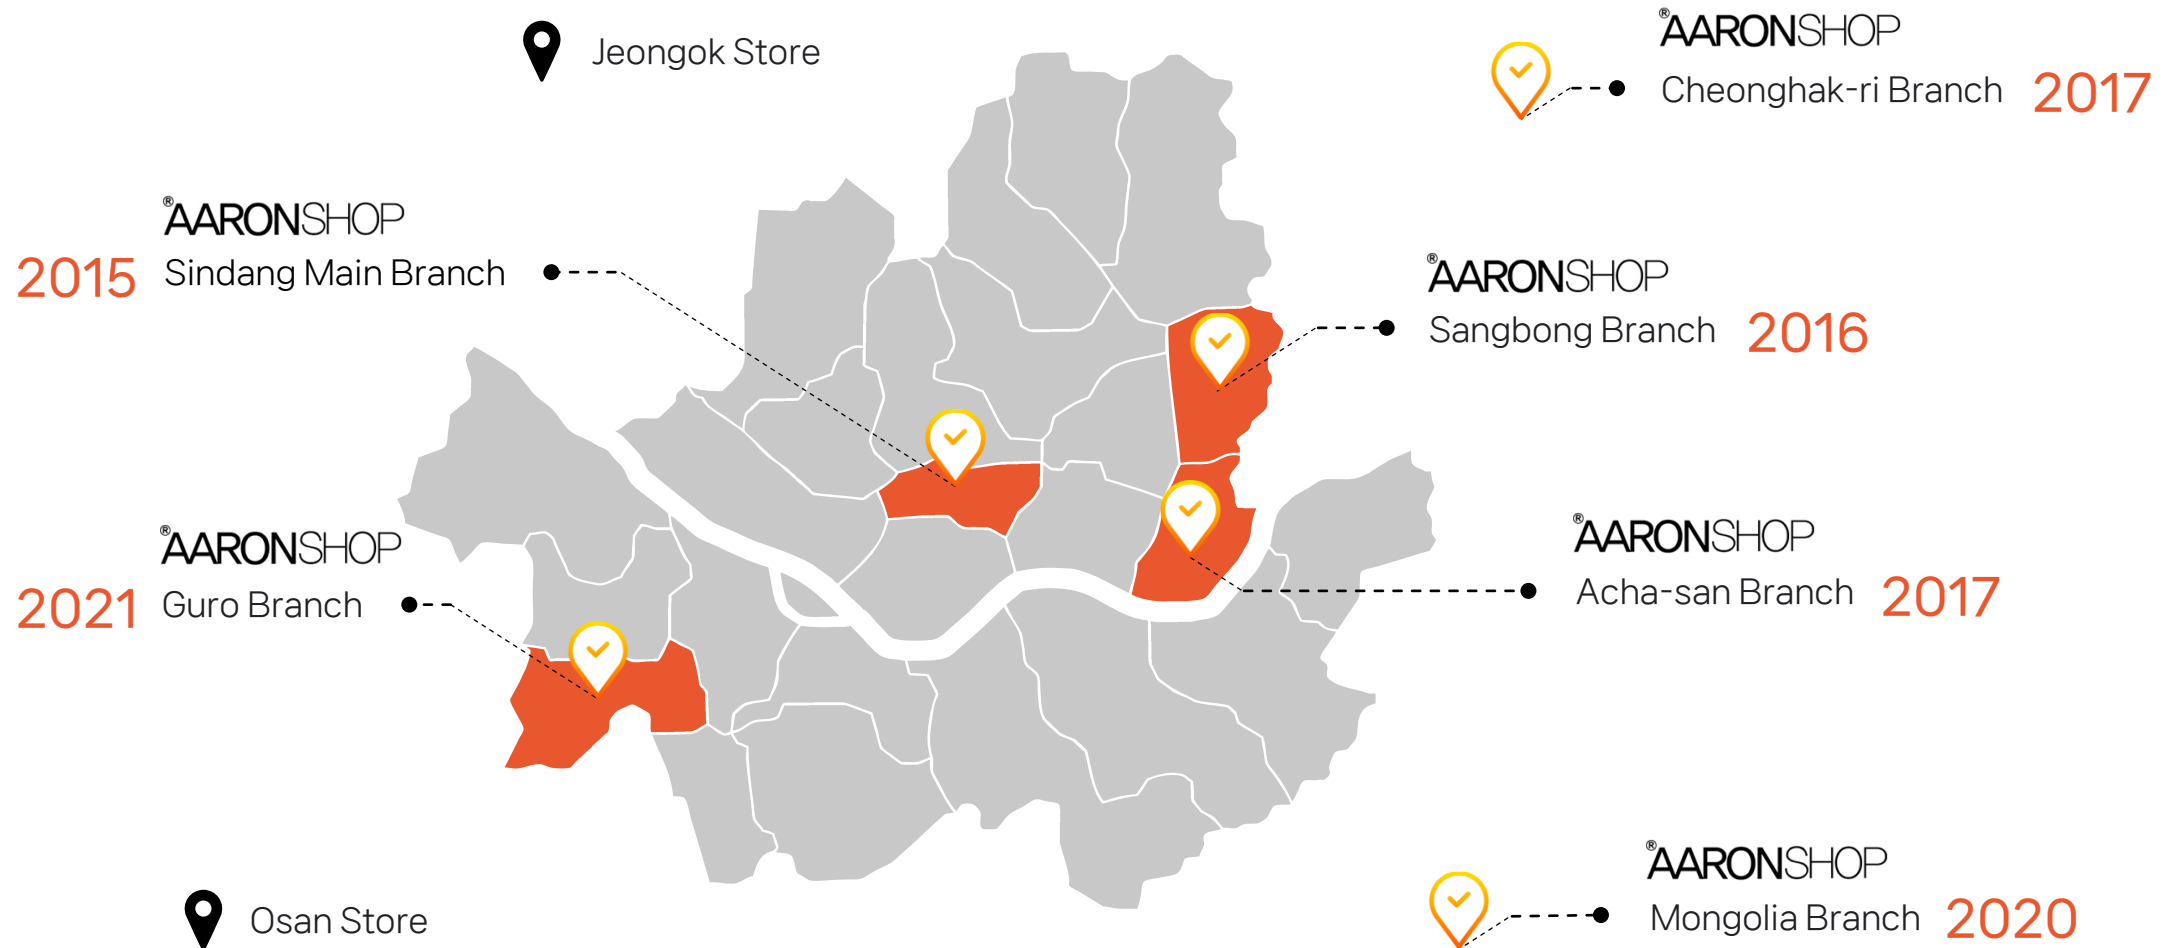 Jeongok Store
®AARONSHOP
Cheonghak-ri Branch 2017
®AARONSHOP
2015 Sindang Main Branch
®AARONSHOP
Sangbong Branch 2016
®AARONSHOP
2021 Guro Branch
®AARONSHOP
Acha-san Branch 2017
Osan Store
®AARONSHOP
Mongolia Branch 2020